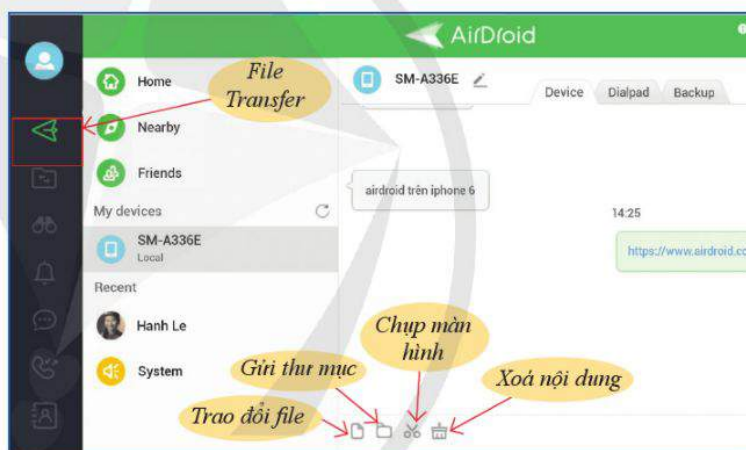 AirDroid
Home
File
Transfer
SM-A336E
Device
Dialpad
Backup
Nearby
Friends
airdroid trên iphone 6
My devices
14:25
SM-A336E
Local
https://www.airdroid.co
Recent
Hanh Le
Chụp màn
hình
System
Gửi thư mục
Xoá nội dung
Trao đổi file